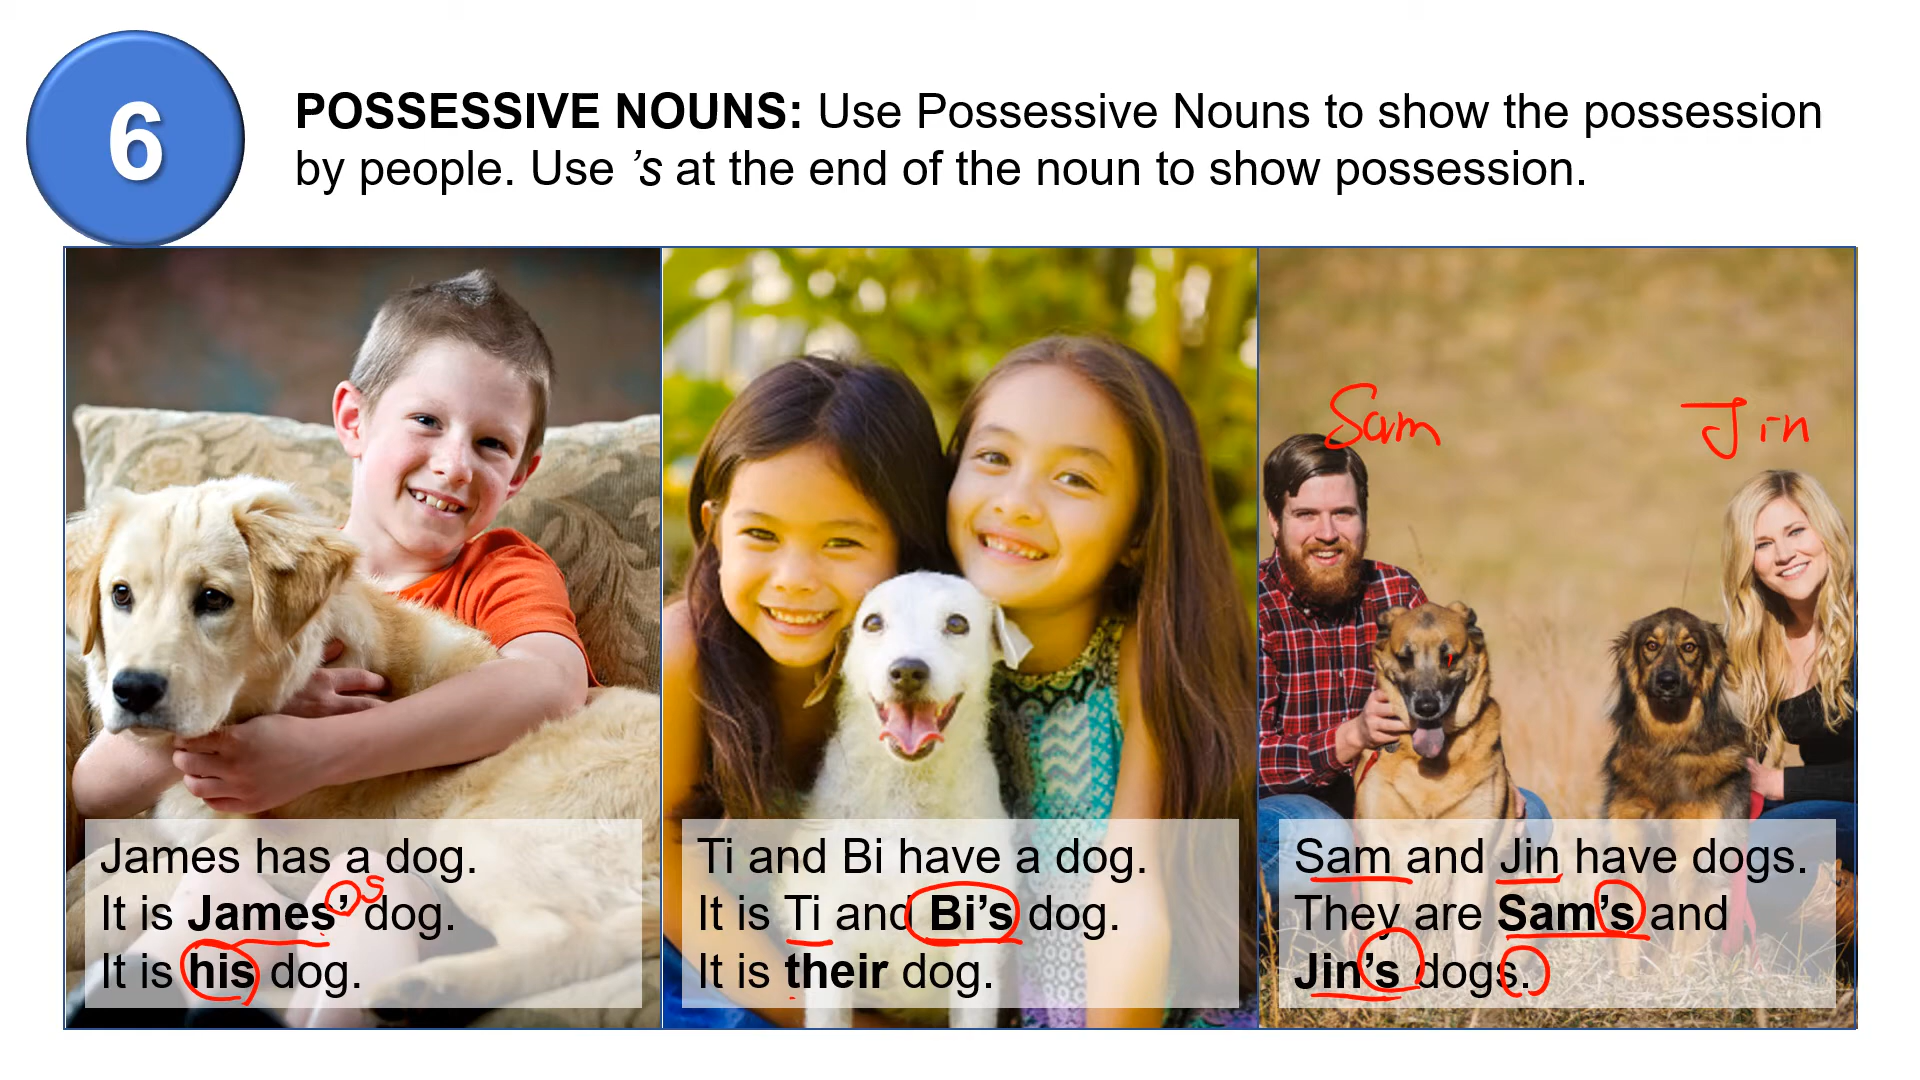 6
POSSESSIVE NOUNS: Use Possessive Nouns to show the possession
by people. Use ’s at the end of the noun to show possession.
Sam
Jin
James has a dog.
It is James’ dog.
s
It is his dog.
Ti and Bi have a dog.
It is Ti and Bi’s dog.
It is their dog.
Sam and Jin have dogs.
They are Sam’s and
Jin’s dogs.